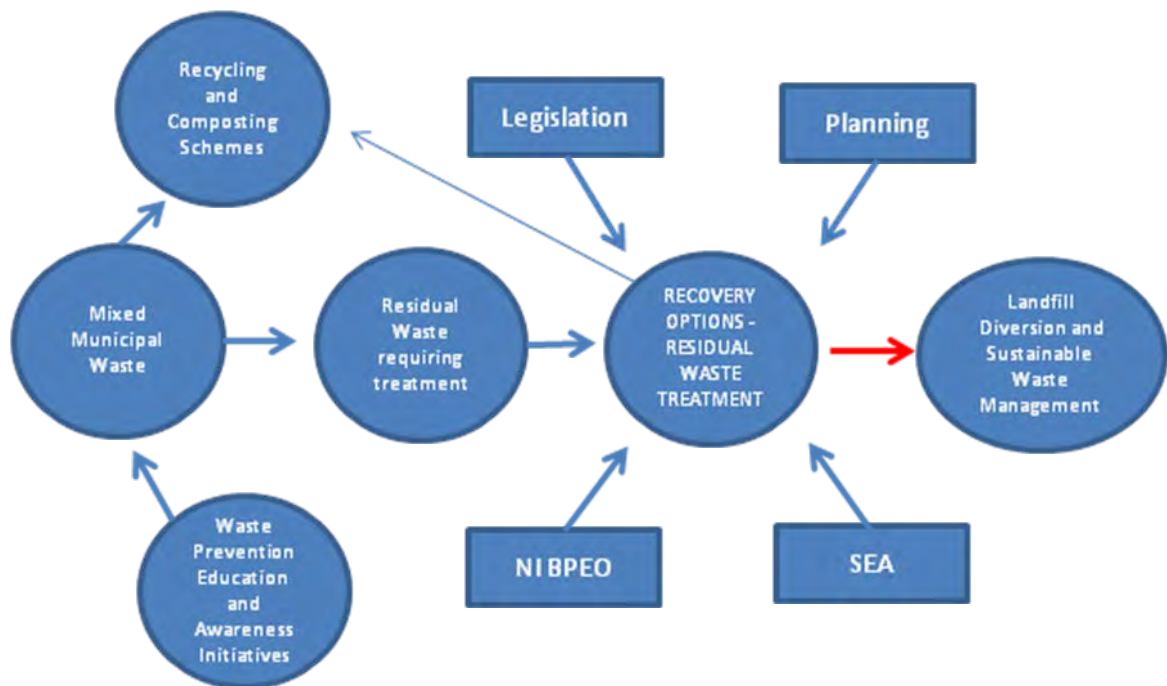 Recycling
and
Composting
Schemes
Legislation
Planning
Mixed
Municipal
Waste
Residual
Waste
requiring
treatment
RECOVERY
OPTIONS -
RESIDUAL
WASTE
TREATMENT
Landfill
Diversion and
Sustainable
Waste
Management
Waste
Prevention
Education
and
Awareness
Initiatives
NI BPEO
SEA